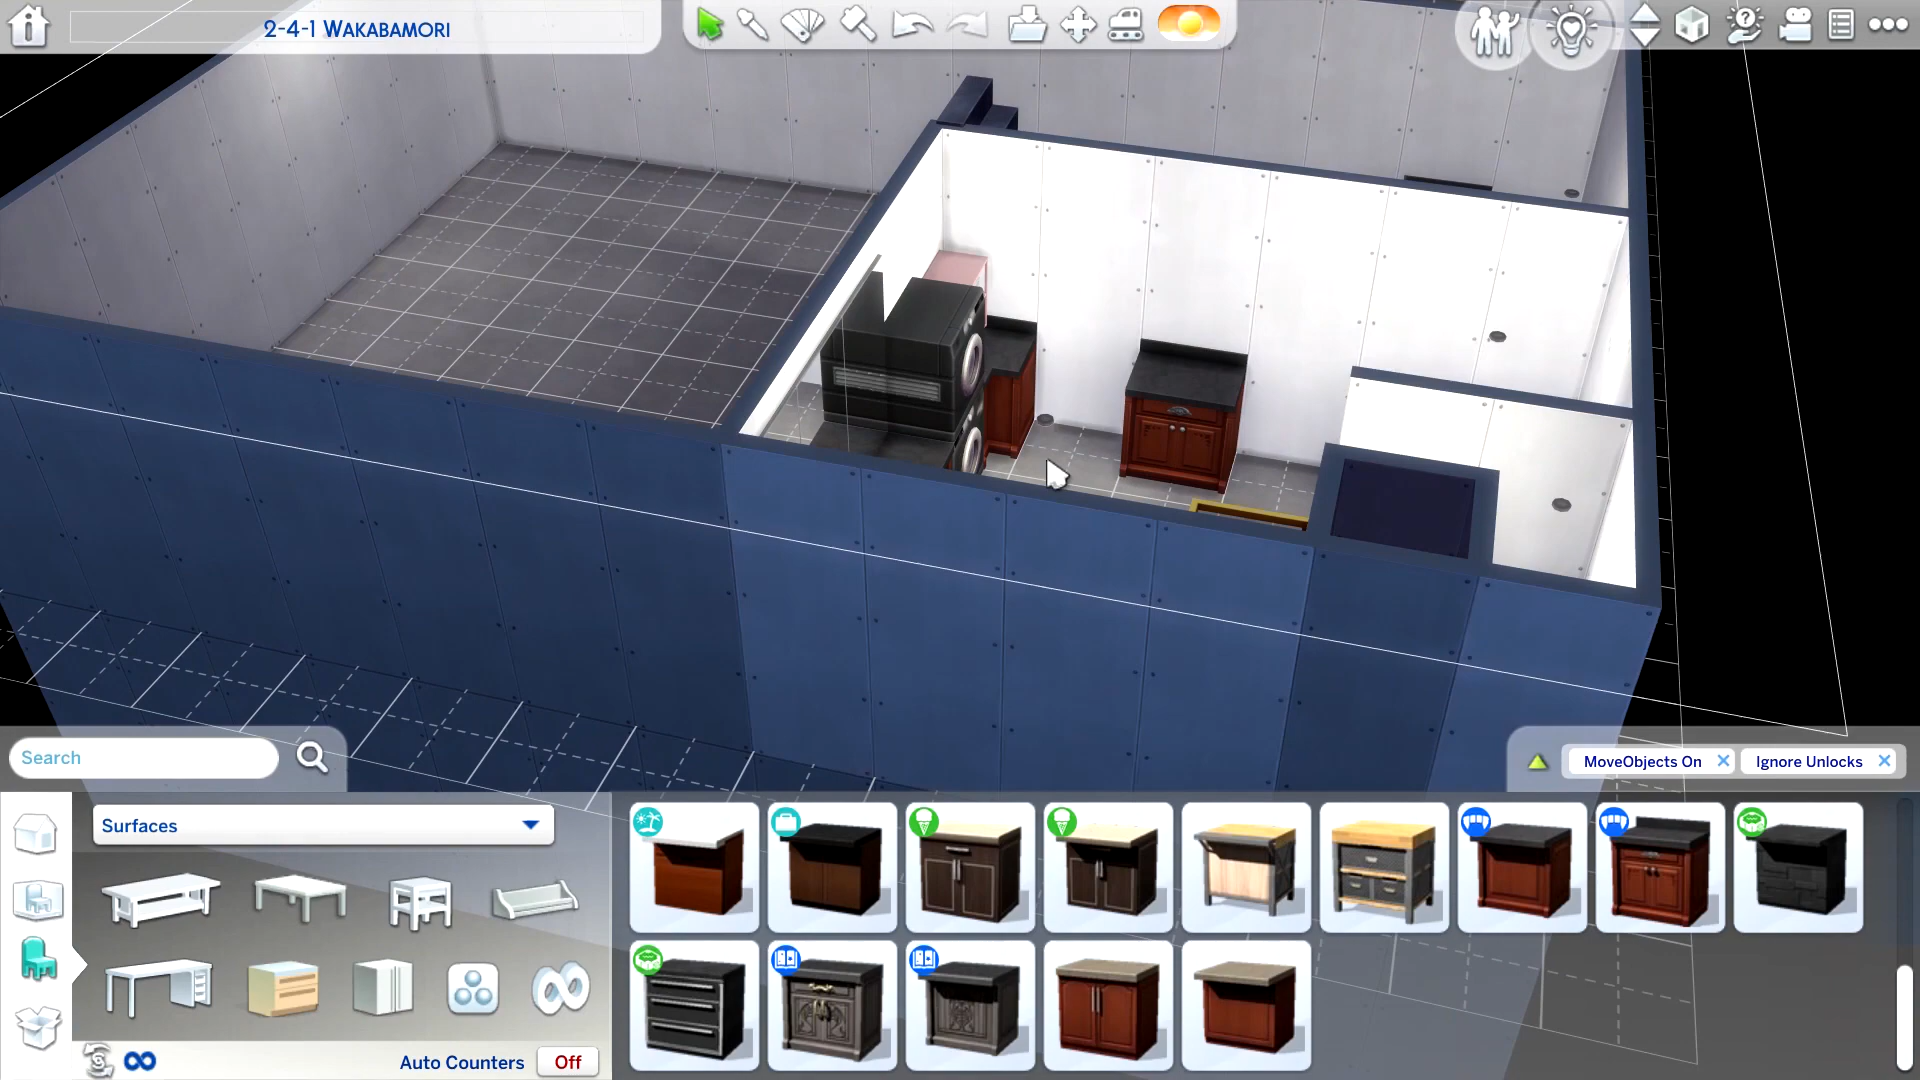 2-4-1 WAKABAMORI
Search
MoveObjects On
Ignore Unlocks
Surfaces
Auto Counters
Off